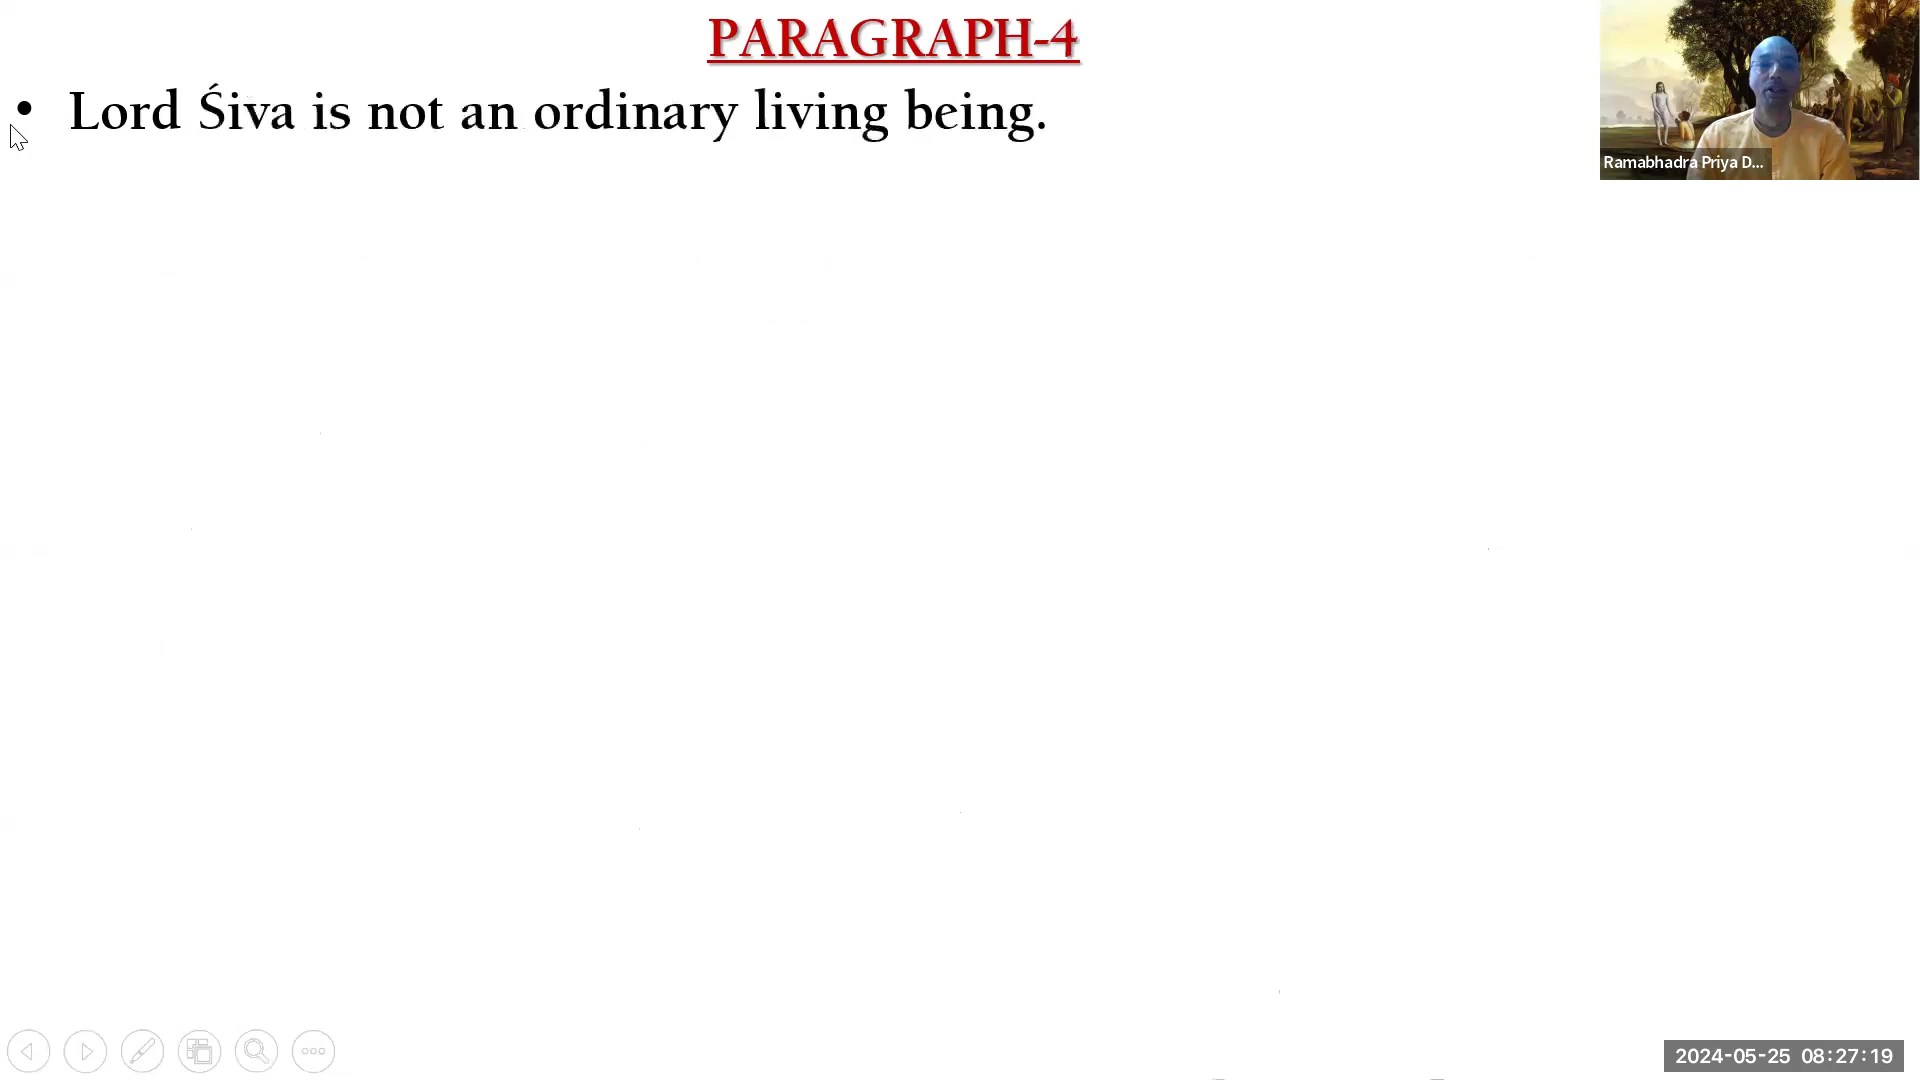 PARAGRAPH-4
• Lord Śiva is not an ordinary living being.
Ramabhadra Priya D...
2024-05-25 08:27:19